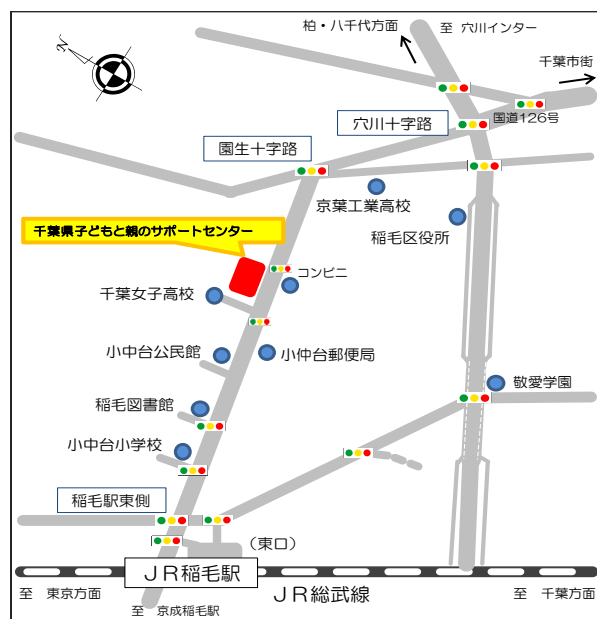 柏・八千代方面
至 穴川インター
千葉市街
N
国道126号
穴川十字路
園生十字路
京葉工業高校
稲毛区役所
千葉県子どもと親のサポートセンター
コンビニ
千葉女子高校
小中台公民館
小仲台郵便局
敬愛学園
稲毛図書館
小中台小学校
稲毛駅東側
（東口）
ＪＲ稲毛駅
ＪＲ総武線
至 東京方面
至 京成稲毛駅
至 千葉方面